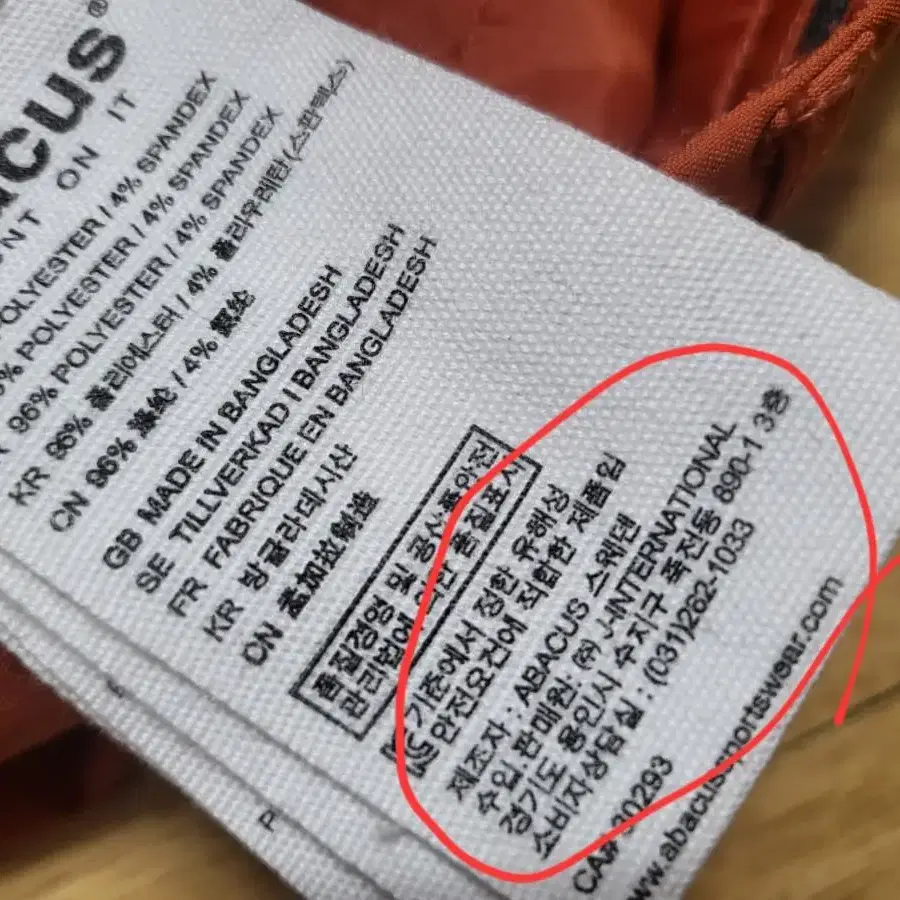 acus®
NT ON IT
POLYESTER / 4% SPANDEX
6% POLYESTER / 4% SPANDEX
96% POLYESTER / 4% SPANDEX
KR 96% 폴리에스터 / 4% 폴리우레탄 (스판덱스)
CN 96% 涤纶 / 4% 氨纶
GB MADE IN BANGLADESH
SE TILLVERKAD I BANGLADESH
FR FABRIQUE EN BANGLADESH
KR 방글라데시산
CN 孟加拉制造
품질경영 및 공산품안전
관리법에 의한 품질표시
기준에서 정한 유해성
안전요건에 적합한 제품임
제조자 : ABACUS 스웨덴
수입 판매원: ㈜ J-INTERNATIONAL
경기도 용인시 수지구 죽전동 890-1 3층
소비자상담실 : (031)262-1033
CA# 30293
www.abacussportswear.com
P